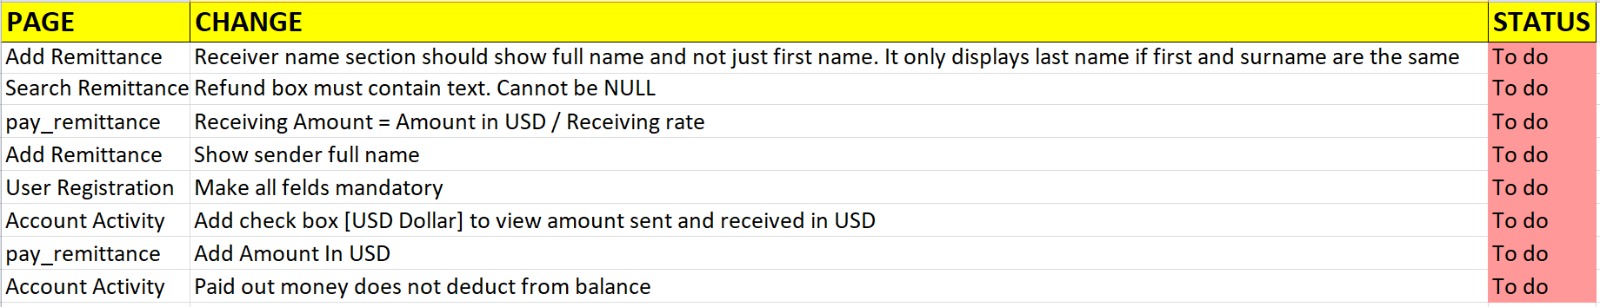 PAGE CHANGE STATUS
Add Remittance Receiver name section should show full name and not just first name. It only displays last name if first and surname are the same To do
Search Remittance Refund box must contain text. Cannot be NULL To do
pay_remittance Receiving Amount = Amount in USD / Receiving rate To do
Add Remittance Show sender full name To do
User Registration Make all felds mandatory To do
Account Activity Add check box [USD Dollar] to view amount sent and received in USD To do
pay_remittance Add Amount In USD To do
Account Activity Paid out money does not deduct from balance To do